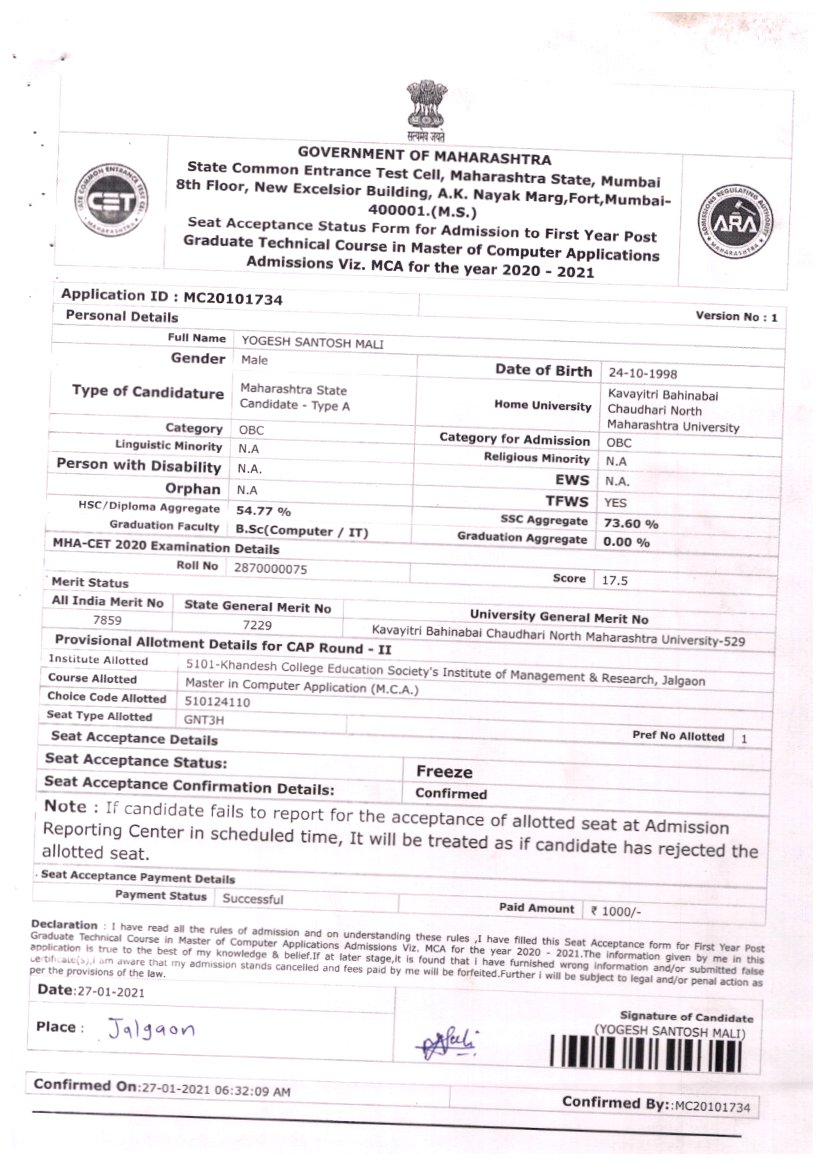 सत्यमेव जयते
GOVERNMENT OF MAHARASHTRA
State Common Entrance Test Cell, Maharashtra State, Mumbai
8th Floor, New Excelsior Building, A.K. Nayak Marg,Fort,Mumbai-
400001.(M.S.)
Seat Acceptance Status Form for Admission to First Year Post
Graduate Technical Course in Master of Computer Applications
Admissions Viz. MCA for the year 2020 - 2021
STATE COMMON ENTRANCE TEST CELL
CET
ADMISSIONS REGULATING AUTHORITY
ARA
Application ID : MC20101734 Version No : 1
Personal Details
Full Name YOGESH SANTOSH MALI
Gender Male Date of Birth 24-10-1998
Type of Candidature Maharashtra State
Candidate - Type A
Home University Kavayitri Bahinabai
Chaudhari North
Maharashtra University
Category OBC Category for Admission OBC
Linguistic Minority N.A Religious Minority N.A
Person with Disability N.A. EWS N.A.
Orphan N.A TFWS YES
HSC/Diploma Aggregate 54.77 % SSC Aggregate 73.60 %
Graduation Faculty B.Sc(Computer / IT) Graduation Aggregate 0.00 %
MHA-CET 2020 Examination Details
Roll No 2870000075 Score 17.5
Merit Status
All India Merit No State General Merit No University General Merit No
7859 7229 Kavayitri Bahinabai Chaudhari North Maharashtra University-529
Provisional Allotment Details for CAP Round - II
Institute Allotted 5101-Khandesh College Education Society's Institute of Management & Research, Jalgaon
Course Allotted Master in Computer Application (M.C.A.)
Choice Code Allotted 510124110
Seat Type Allotted GNT3H Pref No Allotted 1
Seat Acceptance Details
Seat Acceptance Status: Freeze
Seat Acceptance Confirmation Details: Confirmed
Note : If candidate fails to report for the acceptance of allotted seat at Admission
Reporting Center in scheduled time, It will be treated as if candidate has rejected the
allotted seat.
Seat Acceptance Payment Details
Payment Status Successful Paid Amount ₹ 1000/-
Declaration : I have read all the rules of admission and on understanding these rules ,I have filled this Seat Acceptance form for First Year Post
Graduate Technical Course in Master of Computer Applications Admissions Viz. MCA for the year 2020 - 2021.The information given by me in this
application is true to the best of my knowledge & belief.If at later stage,it is found that i have furnished wrong information and/or submitted false
certificate(s),i am aware that my admission stands cancelled and fees paid by me will be forfeited.Further i will be subject to legal and/or penal action as
per the provisions of the law.
Date:27-01-2021
Place : Jalgaon
Signature of Candidate
(YOGESH SANTOSH MALI)
Confirmed On:27-01-2021 06:32:09 AM Confirmed By::MC20101734